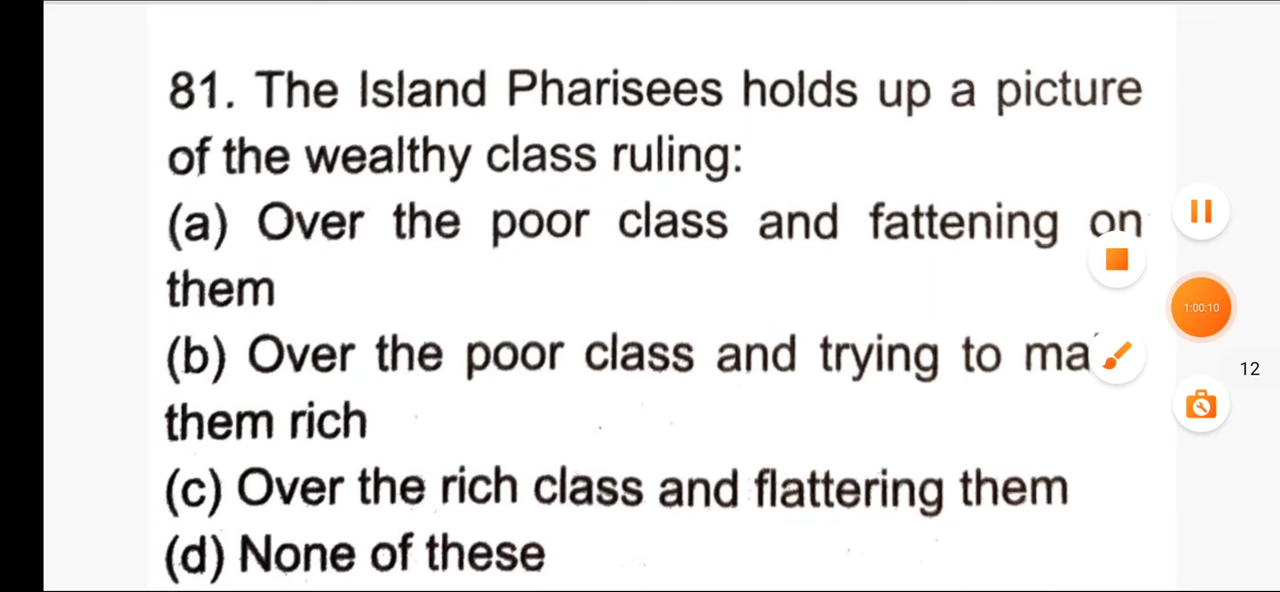 81. The Island Pharisees holds up a picture
of the wealthy class ruling:
(a) Over the poor class and fattening on
them
(b) Over the poor class and trying to ma
them rich
(c) Over the rich class and flattering them
(d) None of these
1:00:10
12